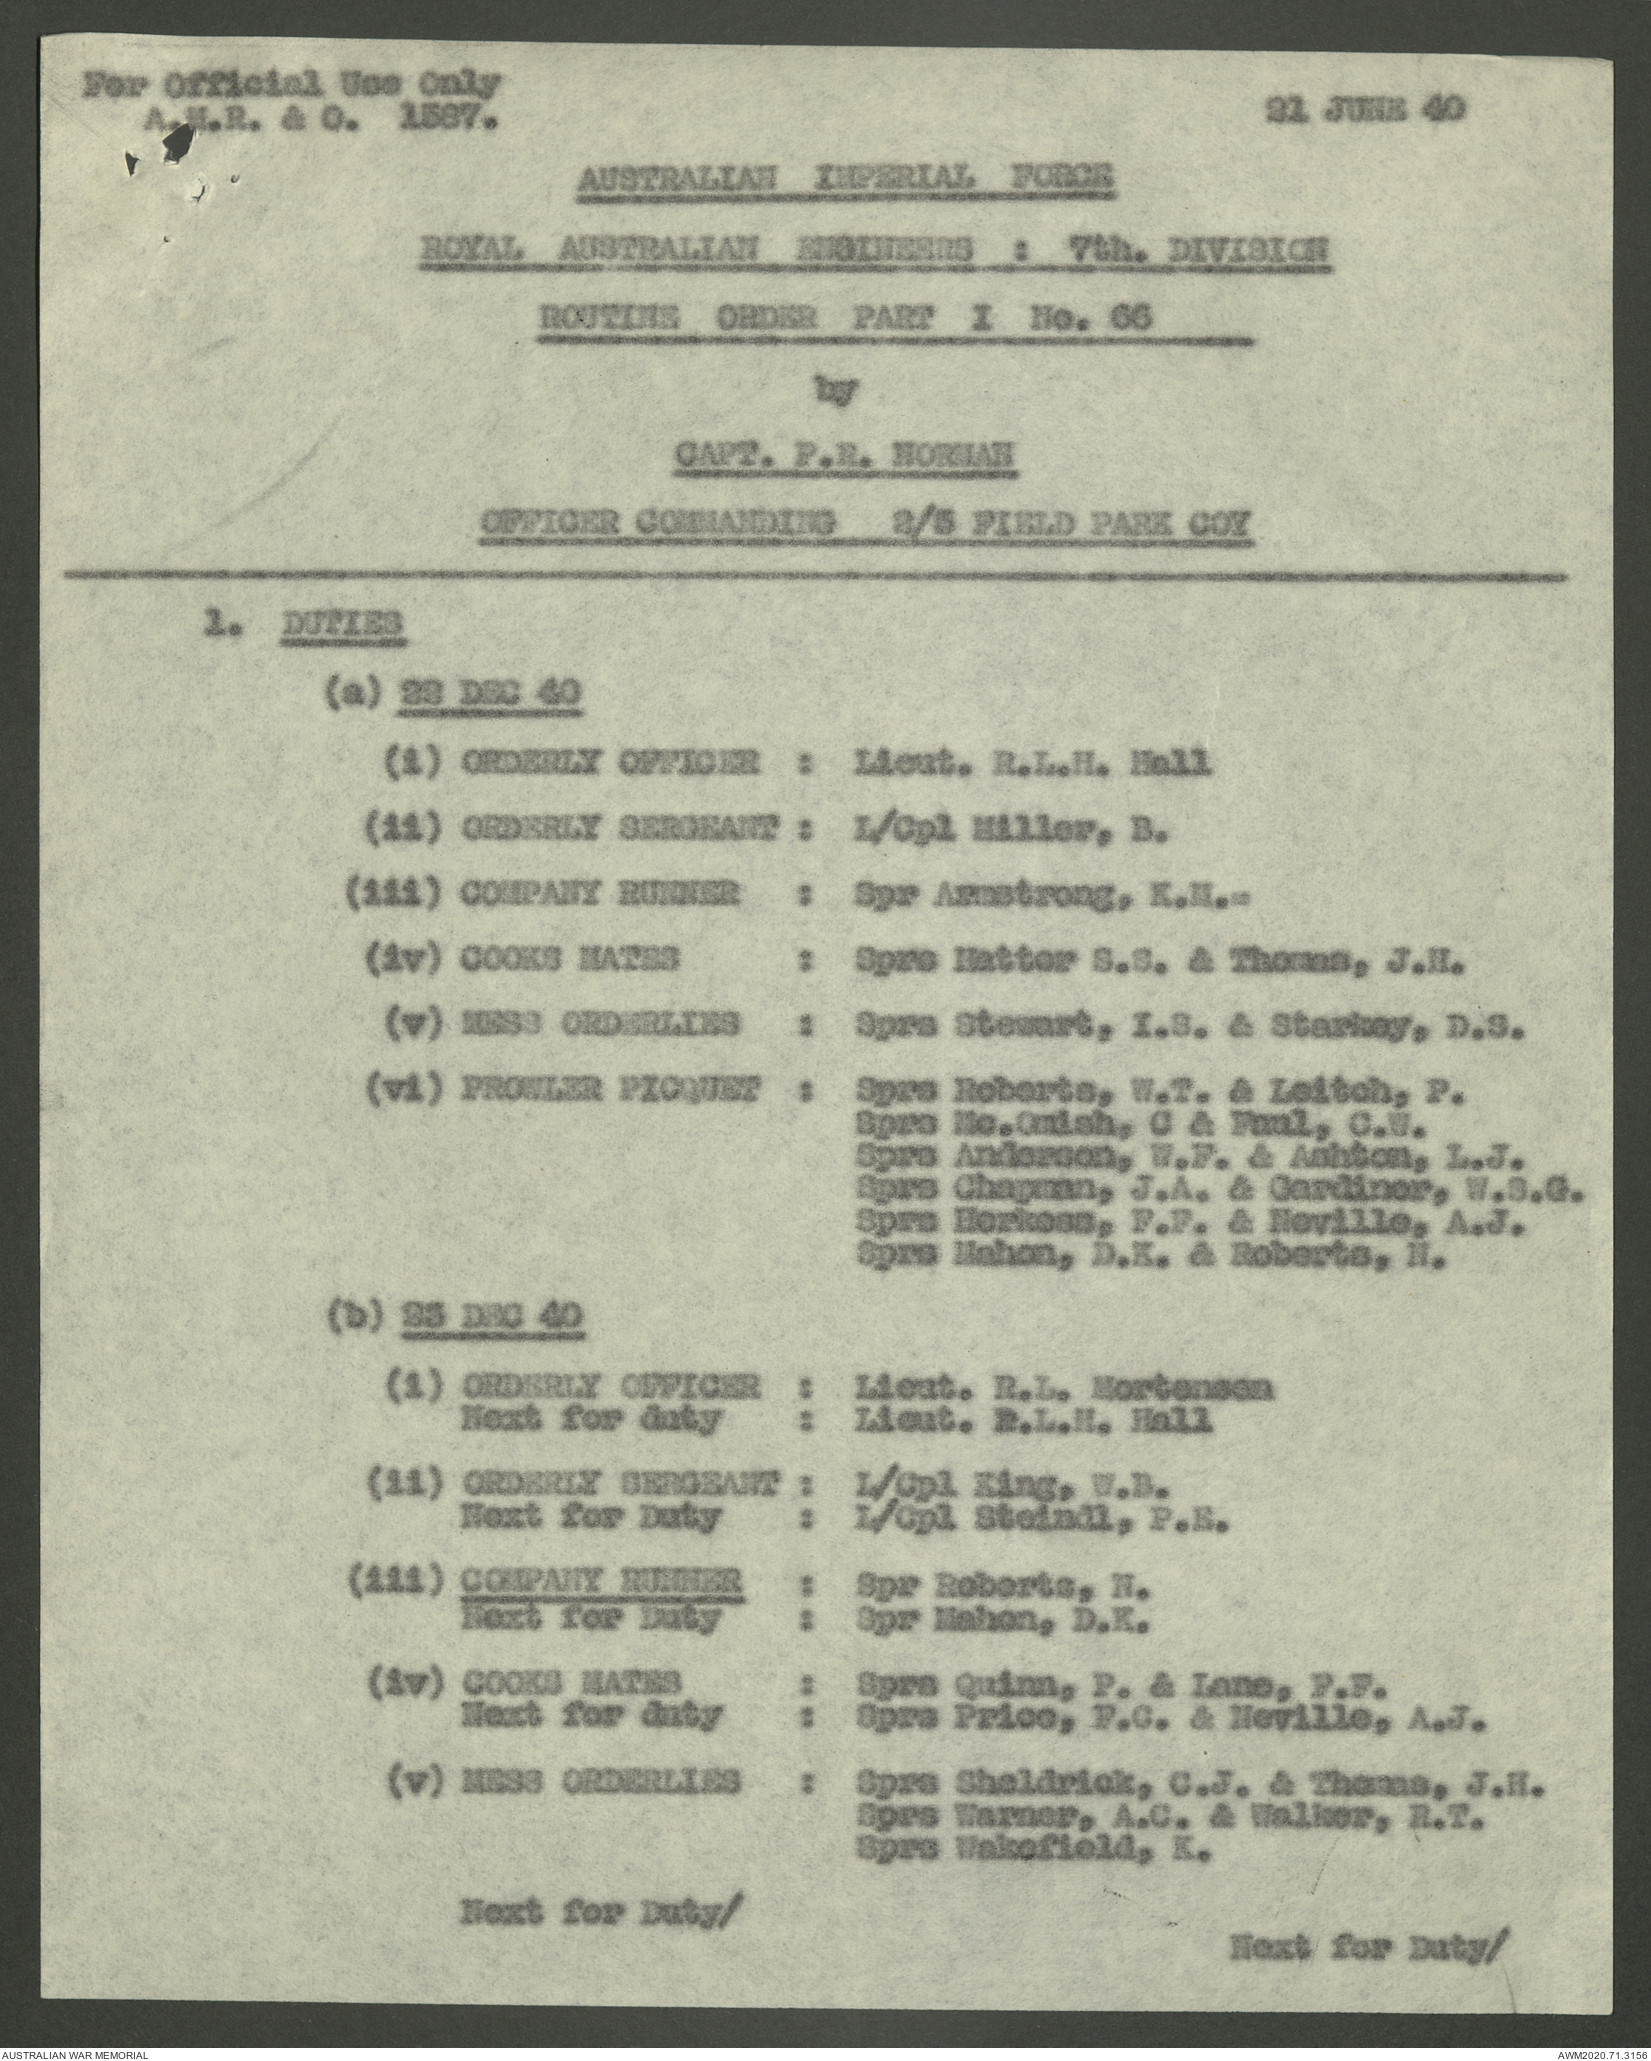 For Official Use Only
A.M.R. & O. 1587.
21 JUNE 40
AUSTRALIAN IMPERIAL FORCE
ROYAL AUSTRALIAN ENGINEERS : 7th. DIVISION
ROUTINE ORDER PART I No. 66
by
CAPT. P.R. NORMAN
OFFICER COMMANDING 2/5 FIELD PARK COY
1. DUTIES
(a) 22 DEC 40
(i) ORDERLY OFFICER : Lieut. R.L.H. Hall
(ii) ORDERLY SERGEANT : L/Cpl Miller, B.
(iii) COMPANY RUNNER : Spr Armstrong, K.M.-
(iv) COOKS MATES : Sprs Hatter S.S. & Thomas, J.H.
(v) MESS ORDERLIES : Sprs Stewart, I.S. & Starkey, D.S.
(vi) PROWLER PICQUET : Sprs Roberts, W.T. & Leitch, P.
Sprs Mc.Quish, C & Paul, C.W.
Sprs Anderson, W.F. & Ashton, L.J.
Sprs Chapman, J.A. & Gardiner, W.S.G.
Sprs Herkess, F.F. & Neville, A.J.
Sprs Mahon, D.K. & Roberts, N.
(b) 23 DEC 40
(i) ORDERLY OFFICER : Lieut. R.L. Mortensen
Next for duty : Lieut. R.L.H. Hall
(ii) ORDERLY SERGEANT : L/Cpl King, W.B.
Next for Duty : L/Cpl Steindl, P.E.
(iii) COMPANY RUNNER : Spr Roberts, N.
Next for Duty : Spr Mahon, D.K.
(iv) COOKS MATES : Sprs Quinn, P. & Lane, F.F.
Next for duty : Sprs Price, F.C. & Neville, A.J.
(v) MESS ORDERLIES : Sprs Sheldrick, C.J. & Thomas, J.H.
Sprs Warner, A.C. & Walker, R.T.
Sprs Wakefield, K.
Next for Duty/
Next for Duty/
AUSTRALIAN WAR MEMORIAL
AWM2020.71.3156